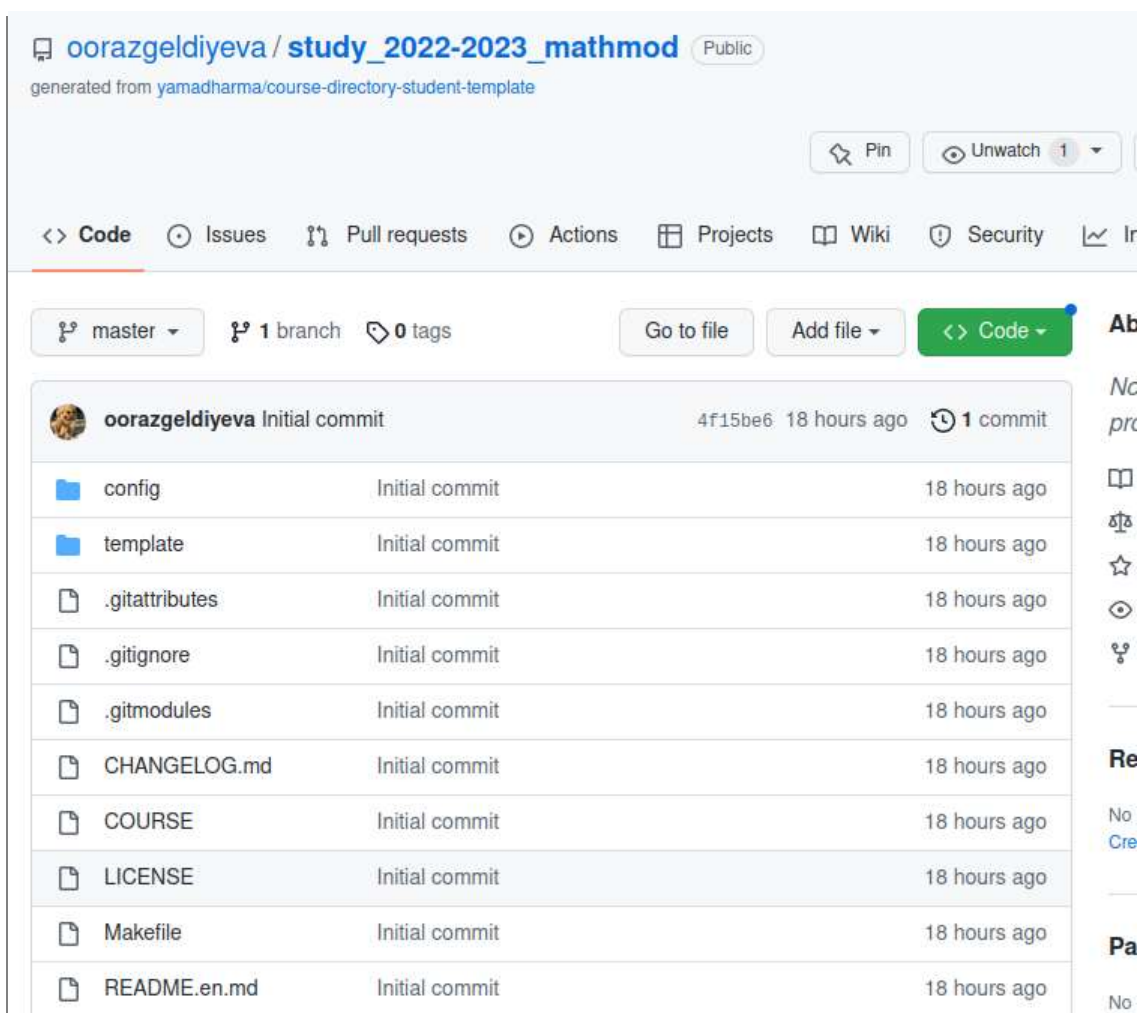 oorazgeldiyeva / study_2022-2023_mathmod Public
generated from yamadharma/course-directory-student-template
Pin Unwatch 1
Code Issues Pull requests Actions Projects Wiki Security
master 1 branch 0 tags Go to file Add file Code
oorazgeldiyeva Initial commit 4f15be6 18 hours ago 1 commit
config Initial commit 18 hours ago
template Initial commit 18 hours ago
.gitattributes Initial commit 18 hours ago
.gitignore Initial commit 18 hours ago
.gitmodules Initial commit 18 hours ago
CHANGELOG.md Initial commit 18 hours ago
COURSE Initial commit 18 hours ago
LICENSE Initial commit 18 hours ago
Makefile Initial commit 18 hours ago
README.en.md Initial commit 18 hours ago
No
No